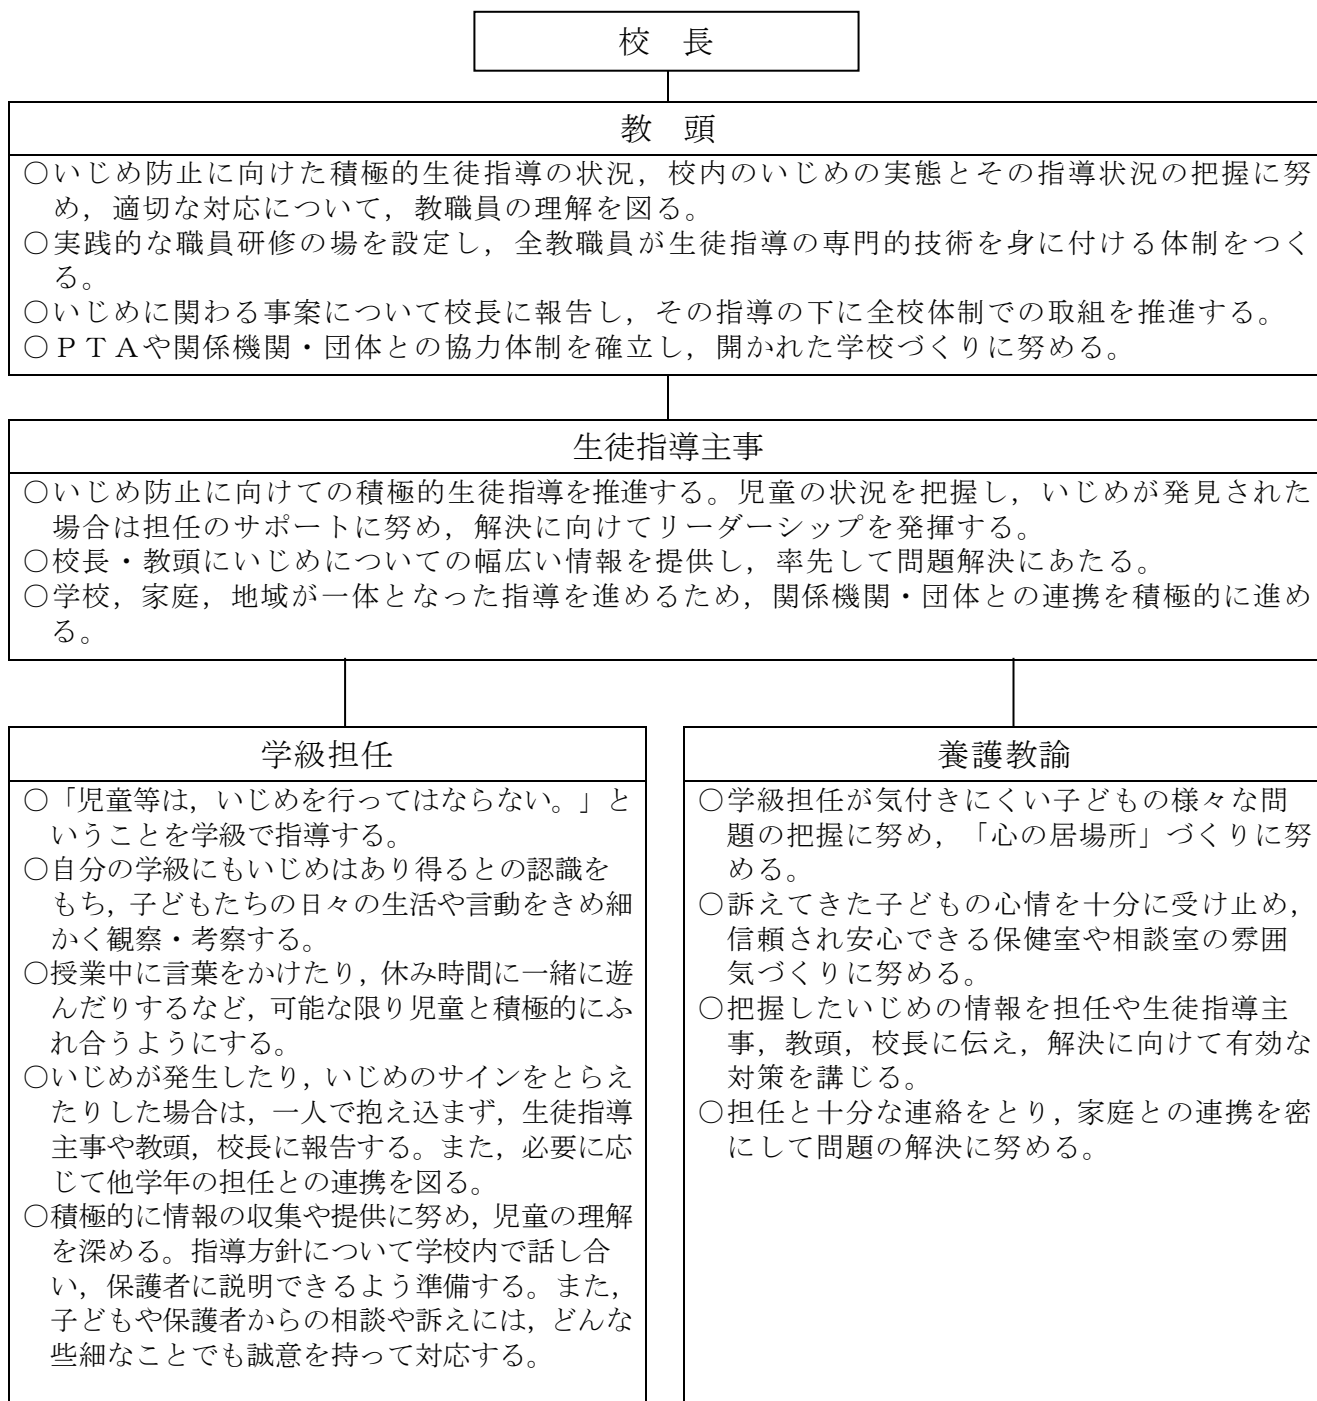 校　長
教　頭
○いじめ防止に向けた積極的生徒指導の状況，校内のいじめの実態とその指導状況の把握に努
め，適切な対応について，教職員の理解を図る。
○実践的な職員研修の場を設定し，全教職員が生徒指導の専門的技術を身に付ける体制をつく
る。
○いじめに関わる事案について校長に報告し，その指導の下に全校体制での取組を推進する。
○ＰＴＡや関係機関・団体との協力体制を確立し，開かれた学校づくりに努める。
生徒指導主事
○いじめ防止に向けての積極的生徒指導を推進する。児童の状況を把握し，いじめが発見された
場合は担任のサポートに努め，解決に向けてリーダーシップを発揮する。
○校長・教頭にいじめについての幅広い情報を提供し，率先して問題解決にあたる。
○学校，家庭，地域が一体となった指導を進めるため，関係機関・団体との連携を積極的に進め
る。
学級担任
○「児童等は，いじめを行ってはならない。」と
いうことを学級で指導する。
○自分の学級にもいじめはあり得るとの認識を
もち，子どもたちの日々の生活や言動をきめ細
かく観察・考察する。
○授業中に言葉をかけたり，休み時間に一緒に遊
んだりするなど，可能な限り児童と積極的にふ
れ合うようにする。
○いじめが発生したり，いじめのサインをとらえ
たりした場合は，一人で抱え込まず，生徒指導
主事や教頭，校長に報告する。また，必要に応
じて他学年の担任との連携を図る。
○積極的に情報の収集や提供に努め，児童の理解
を深める。指導方針について学校内で話し合
い，保護者に説明できるよう準備する。また，
子どもや保護者からの相談や訴えには，どんな
些細なことでも誠意を持って対応する。
養護教諭
○学級担任が気付きにくい子どもの様々な問
題の把握に努め，「心の居場所」づくりに努
める。
○訴えてきた子どもの心情を十分に受け止め，
信頼され安心できる保健室や相談室の雰囲
気づくりに努める。
○把握したいじめの情報を担任や生徒指導主
事，教頭，校長に伝え，解決に向けて有効な
対策を講じる。
○担任と十分な連絡をとり，家庭との連携を密
にして問題の解決に努める。